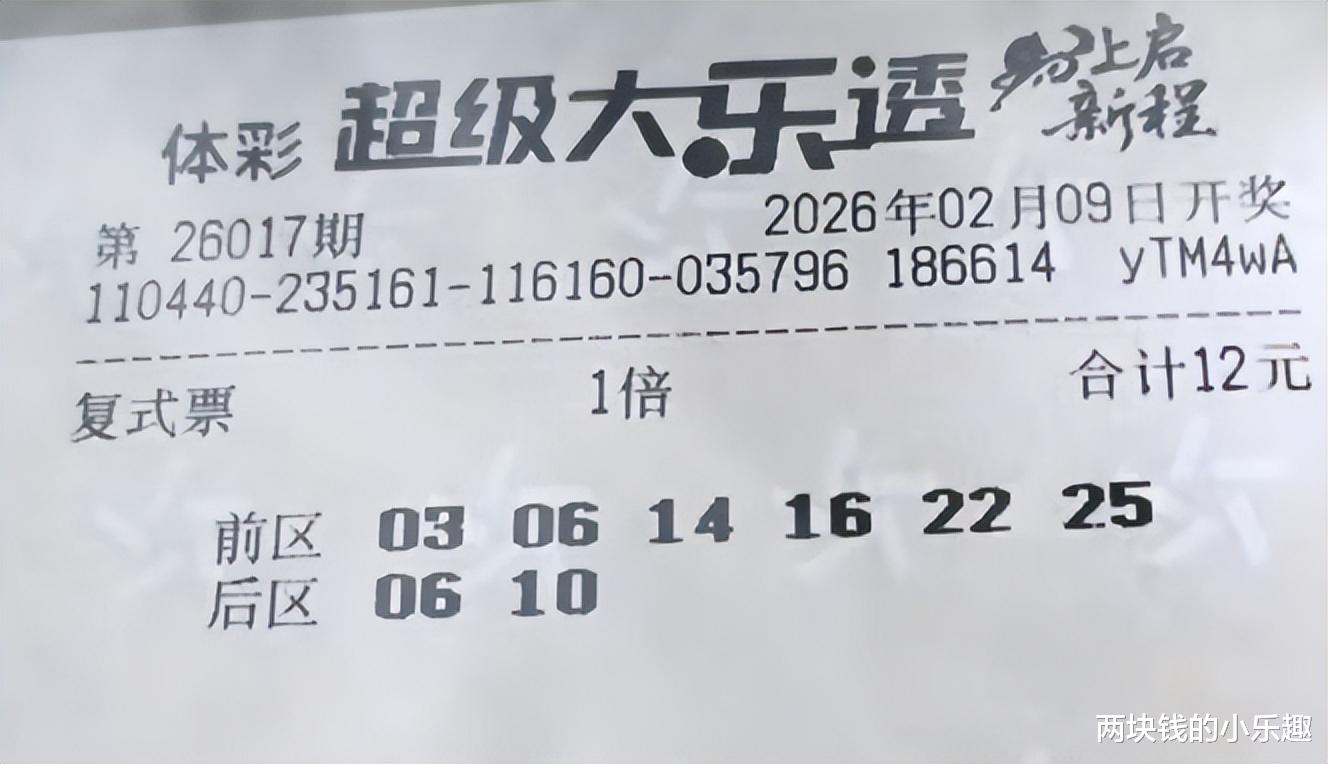 体彩 超级大乐透 马上启
新程
第 26017期 2026年02月09日开奖
110440-235161-116160-035796 186614 yTM4wA
复式票 1倍 合计12元
前区 03 06 14 16 22 25
后区 06 10
两块钱的小乐趣